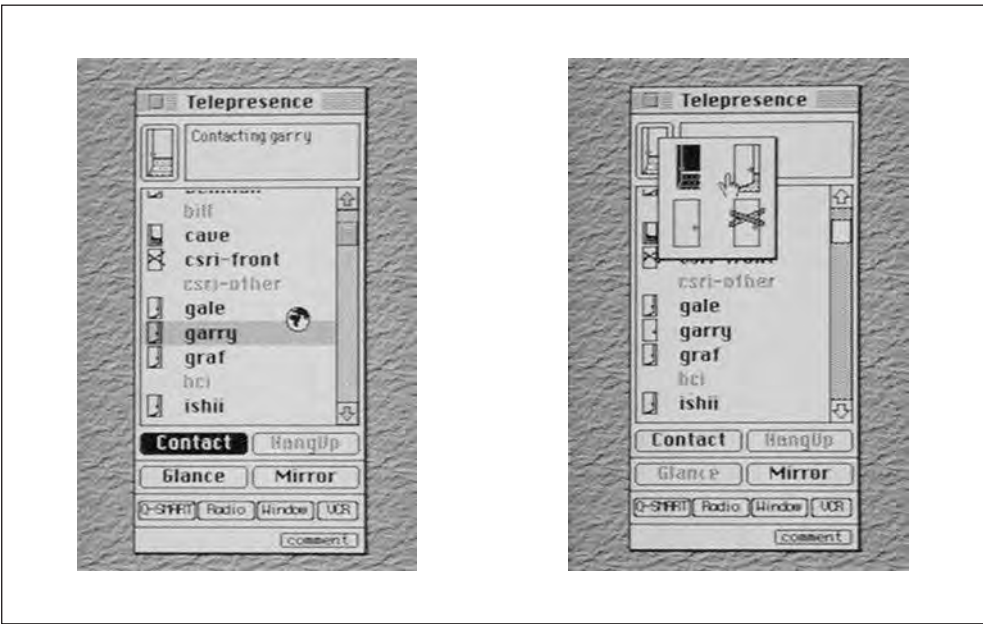 Telepresence
Contacting garry
bill
cave
csri-front
csri-other
gale
garry
graf
hci
ishii
Contact HangUp
Glance Mirror
Q-SMART Radio Window VCR
comment
Telepresence
csri-other
gale
garry
graf
hci
ishii
Contact HangUp
Glance Mirror
Q-SMART Radio Window VCR
comment